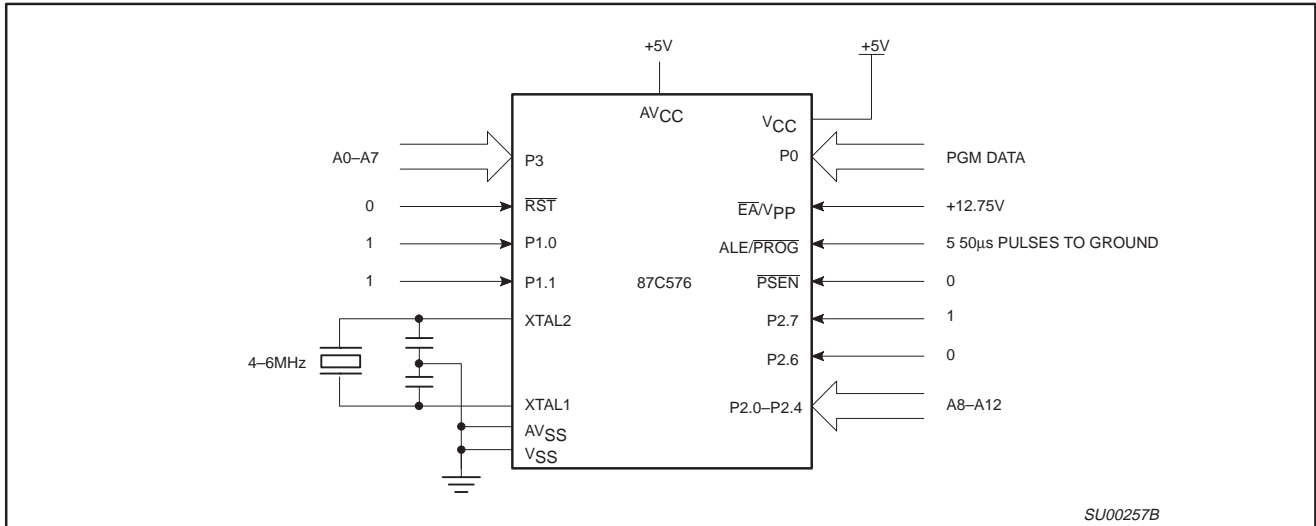 +5V
+5V
AVCC
VCC
A0–A7
P3
P0
PGM DATA
0
RST
EA/VPP
+12.75V
1
P1.0
ALE/PROG
5 50µs PULSES TO GROUND
1
P1.1
87C576
PSEN
0
XTAL2
P2.7
1
4–6MHz
P2.6
0
XTAL1
P2.0–P2.4
A8–A12
AVSS
VSS
SU00257B